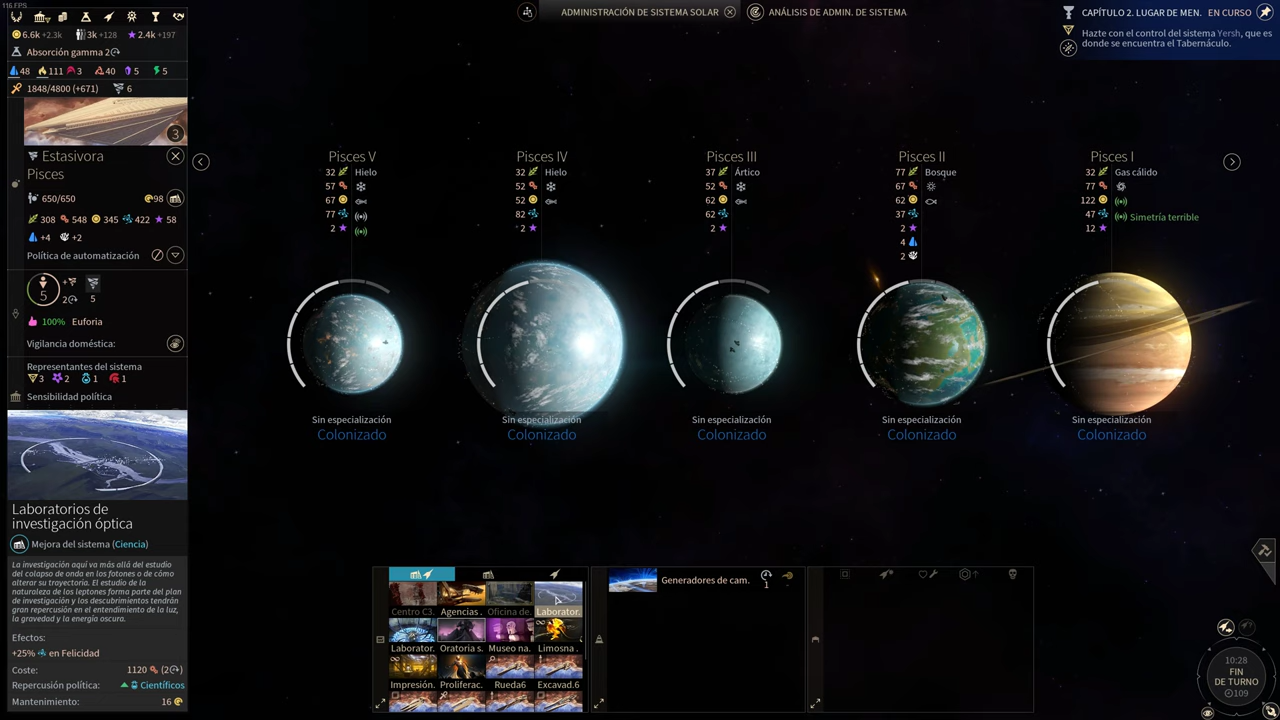 116 FPS
6.6k +2.3k 3k +128 2.4k +197
Absorción gamma 2
48 111 3 40 5 5
1848/4800 (+671) 6
3
Estasivora
Pisces
650/650 98
308 548 345 422 58
+4 +2
Política de automatización
5 + 2 5
100% Euforia
Vigilancia doméstica:
Representantes del sistema
3 2 1 1
Sensibilidad política
Laboratorios de
investigación óptica
Mejora del sistema (Ciencia)
La investigación aquí va más allá del estudio
del colapso de onda en los fotones o de cómo
alterar su trayectoria. El estudio de la
naturaleza de los leptones forma parte del plan
de investigación y los descubrimientos tendrán
gran repercusión en el entendimiento de la luz,
la gravedad y la energía oscura.
Efectos:
+25% en Felicidad
Coste: 1120 (2)
Repercusión política: Científicos
Mantenimiento: 16
ADMINISTRACIÓN DE SISTEMA SOLAR
ANÁLISIS DE ADMIN. DE SISTEMA
CAPÍTULO 2. LUGAR DE MEN. EN CURSO
Hazte con el control del sistema Yersh, que es
donde se encuentra el Tabernáculo.
Pisces V
32 Hielo
57
67
77
2
Sin especialización
Colonizado
Pisces IV
32 Hielo
52
52
82
2
Sin especialización
Colonizado
Pisces III
37 Ártico
52
62
62
2
Sin especialización
Colonizado
Pisces II
77 Bosque
67
62
37
2
4
2
Sin especialización
Colonizado
Pisces I
32 Gas cálido
77
122
47 Simetría terrible
12
Sin especialización
Colonizado
Centro C3. Agencias . Oficina de. Laborator.
Laborator. Oratoria s. Museo na. Limosna .
Impresión. Proliferac. Rueda6 Excavad.6
Generadores de cam. 1
10:28
FIN
DE TURNO
109